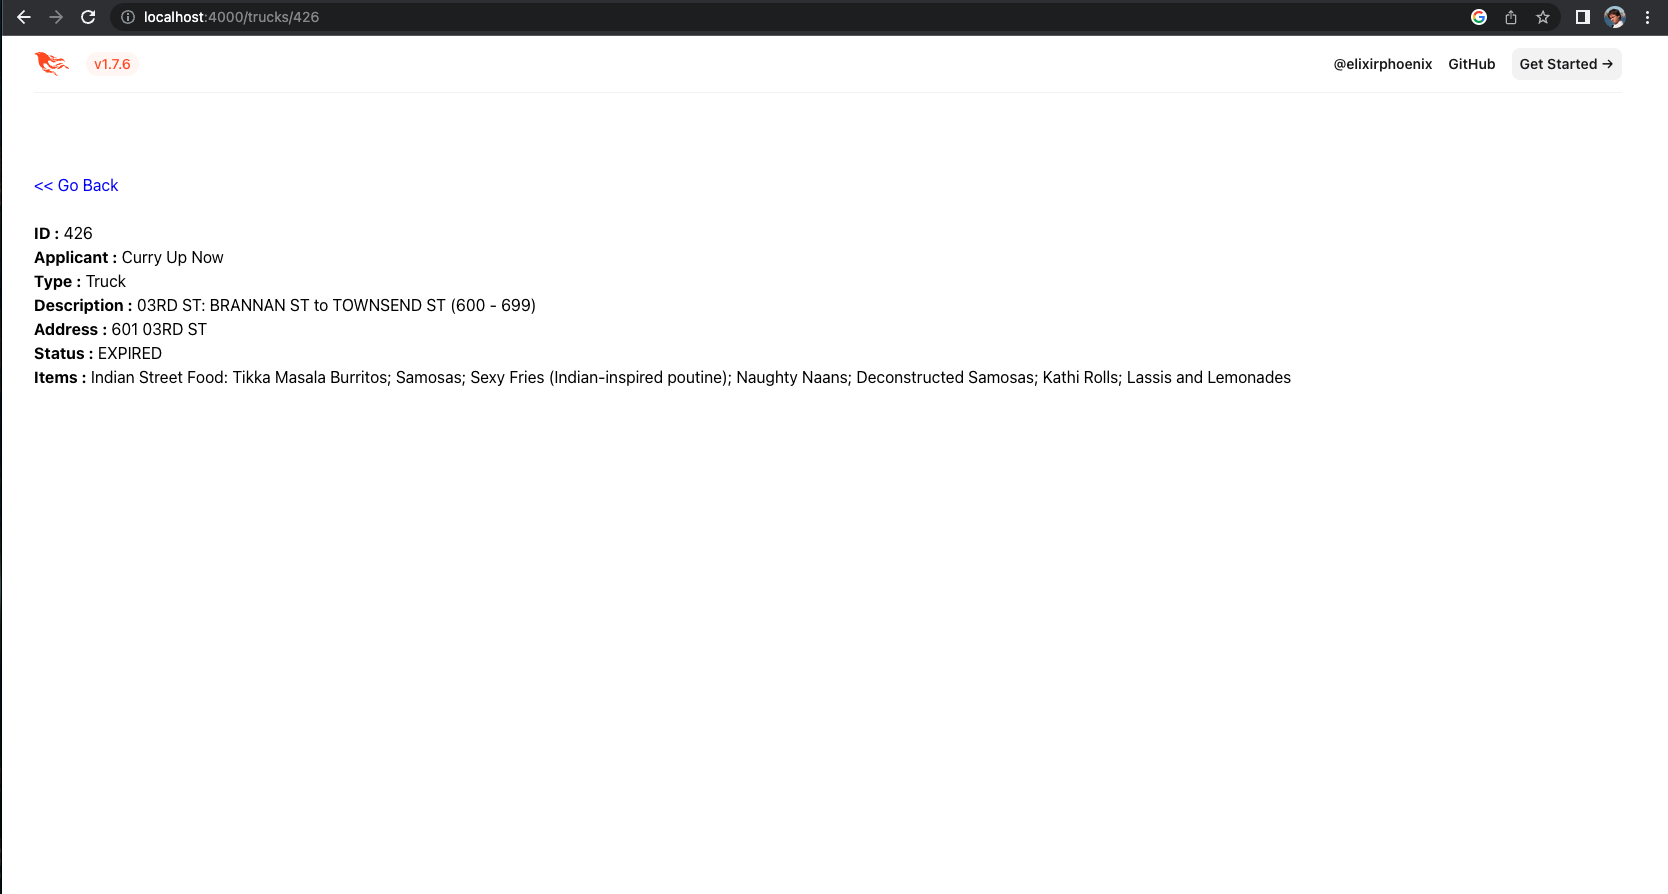 localhost:4000/trucks/426
v1.7.6
@elixirphoenix GitHub Get Started →
<< Go Back
ID : 426
Applicant : Curry Up Now
Type : Truck
Description : 03RD ST: BRANNAN ST to TOWNSEND ST (600 - 699)
Address : 601 03RD ST
Status : EXPIRED
Items : Indian Street Food: Tikka Masala Burritos; Samosas; Sexy Fries (Indian-inspired poutine); Naughty Naans; Deconstructed Samosas; Kathi Rolls; Lassis and Lemonades